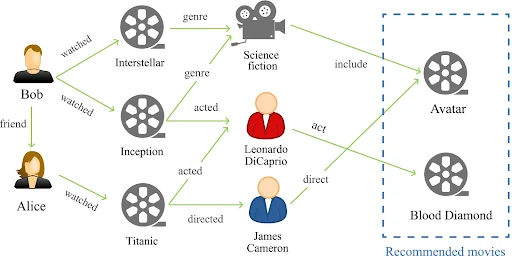 watched
Interstellar
genre
Science
fiction
include
Bob
watched
genre
Avatar
friend
Inception
acted
Leonardo
DiCaprio
act
Alice
watched
acted
direct
Titanic
directed
James
Cameron
Blood Diamond
Recommended movies